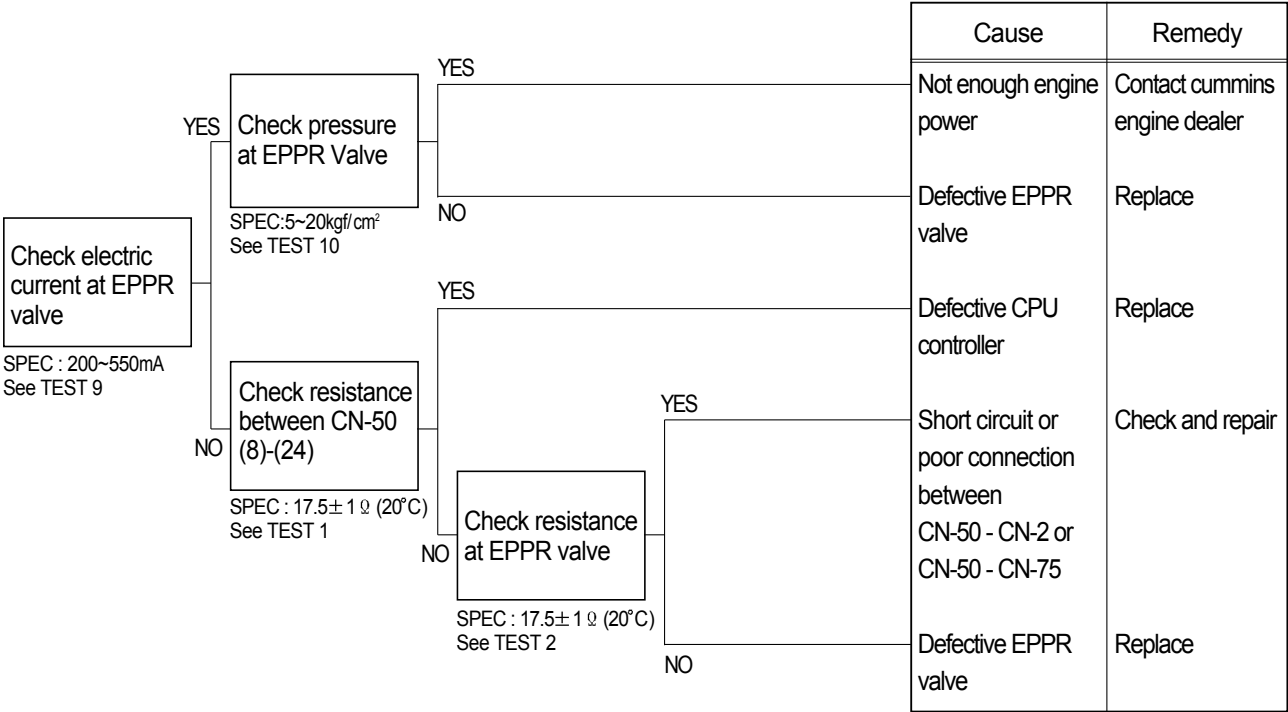 Cause
Remedy
YES
Not enough engine
power
Contact cummins
engine dealer
YES
Check pressure
at EPPR Valve
SPEC:5~20kgf/cm²
See TEST 10
NO
Defective EPPR
valve
Replace
Check electric
current at EPPR
valve
SPEC : 200~550mA
See TEST 9
YES
Defective CPU
controller
Replace
NO
Check resistance
between CN-50
(8)-(24)
SPEC : 17.5±1 Ω (20°C)
See TEST 1
YES
Short circuit or
poor connection
between
CN-50 - CN-2 or
CN-50 - CN-75
Check and repair
NO
Check resistance
at EPPR valve
SPEC : 17.5±1 Ω (20°C)
See TEST 2
NO
Defective EPPR
valve
Replace